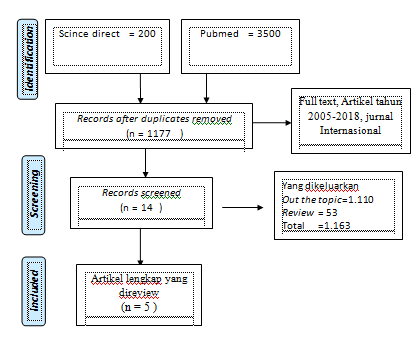 Identification
Scince direct = 200
Pubmed = 3500
Records after duplicates removed
(n = 1177 )
Full text, Artikel tahun
2005-2018, jurnal
Internasional
Screening
Records screened
(n = 14 )
Yang dikeluarkan
Out the topic=1.110
Review = 53
Total =1.163
Included
Artikel lengkap yang
direview
(n = 5 )